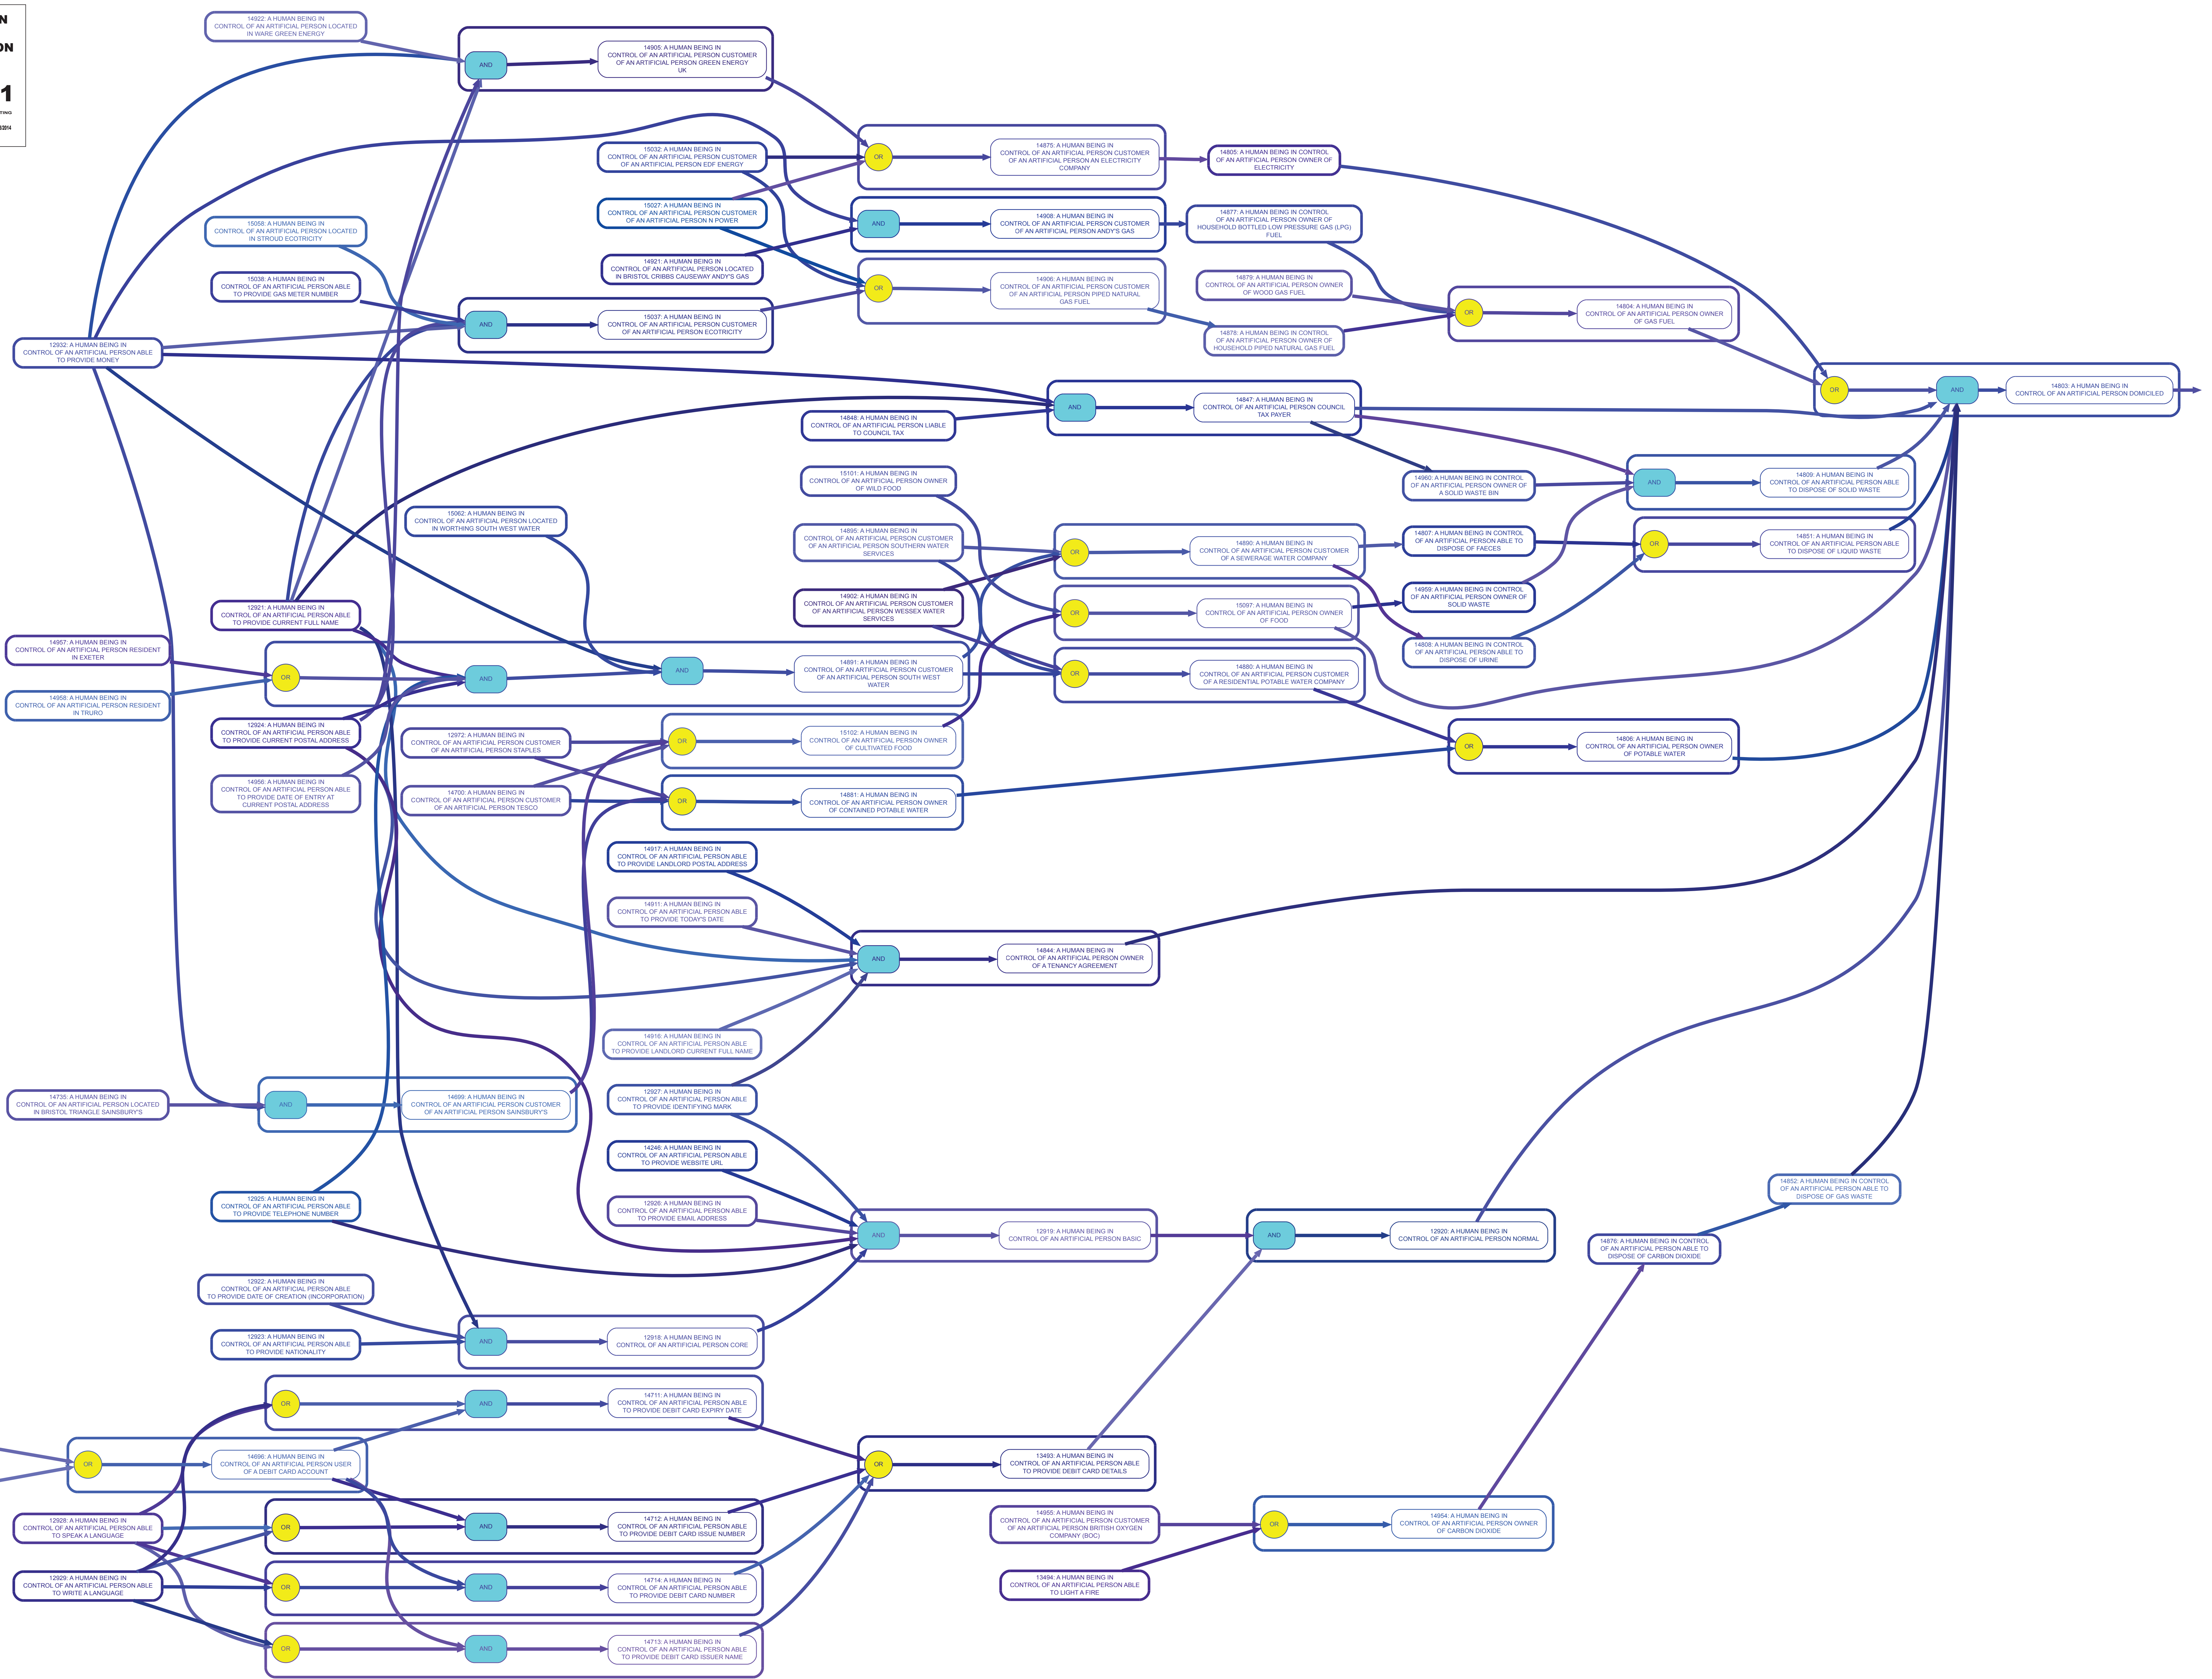 N
ON
1
TING
2014
14922: A HUMAN BEING IN
CONTROL OF AN ARTIFICIAL PERSON LOCATED
IN WARE GREEN ENERGY
AND
14905: A HUMAN BEING IN
CONTROL OF AN ARTIFICIAL PERSON CUSTOMER
OF AN ARTIFICIAL PERSON GREEN ENERGY
UK
15032: A HUMAN BEING IN
CONTROL OF AN ARTIFICIAL PERSON CUSTOMER
OF AN ARTIFICIAL PERSON EDF ENERGY
OR
14875: A HUMAN BEING IN
CONTROL OF AN ARTIFICIAL PERSON CUSTOMER
OF AN ARTIFICIAL PERSON AN ELECTRICITY
COMPANY
14805: A HUMAN BEING IN CONTROL
OF AN ARTIFICIAL PERSON OWNER OF
ELECTRICITY
15027: A HUMAN BEING IN
CONTROL OF AN ARTIFICIAL PERSON CUSTOMER
OF AN ARTIFICIAL PERSON N POWER
15058: A HUMAN BEING IN
CONTROL OF AN ARTIFICIAL PERSON LOCATED
IN STROUD ECOTRICITY
AND
14908: A HUMAN BEING IN
CONTROL OF AN ARTIFICIAL PERSON CUSTOMER
OF AN ARTIFICIAL PERSON ANDY'S GAS
14877: A HUMAN BEING IN CONTROL
OF AN ARTIFICIAL PERSON OWNER OF
HOUSEHOLD BOTTLED LOW PRESSURE GAS (LPG)
FUEL
14921: A HUMAN BEING IN
CONTROL OF AN ARTIFICIAL PERSON LOCATED
IN BRISTOL CRIBBS CAUSEWAY ANDY'S GAS
15038: A HUMAN BEING IN
CONTROL OF AN ARTIFICIAL PERSON ABLE
TO PROVIDE GAS METER NUMBER
OR
14906: A HUMAN BEING IN
CONTROL OF AN ARTIFICIAL PERSON CUSTOMER
OF AN ARTIFICIAL PERSON PIPED NATURAL
GAS FUEL
14879: A HUMAN BEING IN
CONTROL OF AN ARTIFICIAL PERSON OWNER
OF WOOD GAS FUEL
AND
15037: A HUMAN BEING IN
CONTROL OF AN ARTIFICIAL PERSON CUSTOMER
OF AN ARTIFICIAL PERSON ECOTRICITY
14878: A HUMAN BEING IN CONTROL
OF AN ARTIFICIAL PERSON OWNER OF
HOUSEHOLD PIPED NATURAL GAS FUEL
OR
14804: A HUMAN BEING IN
CONTROL OF AN ARTIFICIAL PERSON OWNER
OF GAS FUEL
12932: A HUMAN BEING IN
CONTROL OF AN ARTIFICIAL PERSON ABLE
TO PROVIDE MONEY
OR
AND
14803: A HUMAN BEING IN
CONTROL OF AN ARTIFICIAL PERSON DOMICILED
14848: A HUMAN BEING IN
CONTROL OF AN ARTIFICIAL PERSON LIABLE
TO COUNCIL TAX
AND
14847: A HUMAN BEING IN
CONTROL OF AN ARTIFICIAL PERSON COUNCIL
TAX PAYER
15101: A HUMAN BEING IN
CONTROL OF AN ARTIFICIAL PERSON OWNER
OF WILD FOOD
14960: A HUMAN BEING IN CONTROL
OF AN ARTIFICIAL PERSON OWNER OF
A SOLID WASTE BIN
AND
14809: A HUMAN BEING IN
CONTROL OF AN ARTIFICIAL PERSON ABLE
TO DISPOSE OF SOLID WASTE
15062: A HUMAN BEING IN
CONTROL OF AN ARTIFICIAL PERSON LOCATED
IN WORTHING SOUTH WEST WATER
14895: A HUMAN BEING IN
CONTROL OF AN ARTIFICIAL PERSON CUSTOMER
OF AN ARTIFICIAL PERSON SOUTHERN WATER
SERVICES
OR
14890: A HUMAN BEING IN
CONTROL OF AN ARTIFICIAL PERSON CUSTOMER
OF A SEWERAGE WATER COMPANY
14807: A HUMAN BEING IN CONTROL
OF AN ARTIFICIAL PERSON ABLE TO
DISPOSE OF FAECES
OR
14851: A HUMAN BEING IN
CONTROL OF AN ARTIFICIAL PERSON ABLE
TO DISPOSE OF LIQUID WASTE
12921: A HUMAN BEING IN
CONTROL OF AN ARTIFICIAL PERSON ABLE
TO PROVIDE CURRENT FULL NAME
14902: A HUMAN BEING IN
CONTROL OF AN ARTIFICIAL PERSON CUSTOMER
OF AN ARTIFICIAL PERSON WESSEX WATER
SERVICES
OR
15097: A HUMAN BEING IN
CONTROL OF AN ARTIFICIAL PERSON OWNER
OF FOOD
14959: A HUMAN BEING IN CONTROL
OF AN ARTIFICIAL PERSON OWNER OF
SOLID WASTE
14808: A HUMAN BEING IN CONTROL
OF AN ARTIFICIAL PERSON ABLE TO
DISPOSE OF URINE
14957: A HUMAN BEING IN
CONTROL OF AN ARTIFICIAL PERSON RESIDENT
IN EXETER
OR
AND
AND
14891: A HUMAN BEING IN
CONTROL OF AN ARTIFICIAL PERSON CUSTOMER
OF AN ARTIFICIAL PERSON SOUTH WEST
WATER
OR
14880: A HUMAN BEING IN
CONTROL OF AN ARTIFICIAL PERSON CUSTOMER
OF A RESIDENTIAL POTABLE WATER COMPANY
14958: A HUMAN BEING IN
CONTROL OF AN ARTIFICIAL PERSON RESIDENT
IN TRURO
12924: A HUMAN BEING IN
CONTROL OF AN ARTIFICIAL PERSON ABLE
TO PROVIDE CURRENT POSTAL ADDRESS
12972: A HUMAN BEING IN
CONTROL OF AN ARTIFICIAL PERSON CUSTOMER
OF AN ARTIFICIAL PERSON STAPLES
OR
15102: A HUMAN BEING IN
CONTROL OF AN ARTIFICIAL PERSON OWNER
OF CULTIVATED FOOD
OR
14806: A HUMAN BEING IN
CONTROL OF AN ARTIFICIAL PERSON OWNER
OF POTABLE WATER
14956: A HUMAN BEING IN
CONTROL OF AN ARTIFICIAL PERSON ABLE
TO PROVIDE DATE OF ENTRY AT
CURRENT POSTAL ADDRESS
14700: A HUMAN BEING IN
CONTROL OF AN ARTIFICIAL PERSON CUSTOMER
OF AN ARTIFICIAL PERSON TESCO
OR
14881: A HUMAN BEING IN
CONTROL OF AN ARTIFICIAL PERSON OWNER
OF CONTAINED POTABLE WATER
14917: A HUMAN BEING IN
CONTROL OF AN ARTIFICIAL PERSON ABLE
TO PROVIDE LANDLORD POSTAL ADDRESS
14911: A HUMAN BEING IN
CONTROL OF AN ARTIFICIAL PERSON ABLE
TO PROVIDE TODAY'S DATE
AND
14844: A HUMAN BEING IN
CONTROL OF AN ARTIFICIAL PERSON OWNER
OF A TENANCY AGREEMENT
14916: A HUMAN BEING IN
CONTROL OF AN ARTIFICIAL PERSON ABLE
TO PROVIDE LANDLORD CURRENT FULL NAME
14735: A HUMAN BEING IN
CONTROL OF AN ARTIFICIAL PERSON LOCATED
IN BRISTOL TRIANGLE SAINSBURY'S
AND
14699: A HUMAN BEING IN
CONTROL OF AN ARTIFICIAL PERSON CUSTOMER
OF AN ARTIFICIAL PERSON SAINSBURY'S
12927: A HUMAN BEING IN
CONTROL OF AN ARTIFICIAL PERSON ABLE
TO PROVIDE IDENTIFYING MARK
14246: A HUMAN BEING IN
CONTROL OF AN ARTIFICIAL PERSON ABLE
TO PROVIDE WEBSITE URL
12925: A HUMAN BEING IN
CONTROL OF AN ARTIFICIAL PERSON ABLE
TO PROVIDE TELEPHONE NUMBER
12926: A HUMAN BEING IN
CONTROL OF AN ARTIFICIAL PERSON ABLE
TO PROVIDE EMAIL ADDRESS
14852: A HUMAN BEING IN CONTROL
OF AN ARTIFICIAL PERSON ABLE TO
DISPOSE OF GAS WASTE
AND
12919: A HUMAN BEING IN
CONTROL OF AN ARTIFICIAL PERSON BASIC
AND
12920: A HUMAN BEING IN
CONTROL OF AN ARTIFICIAL PERSON NORMAL
14876: A HUMAN BEING IN CONTROL
OF AN ARTIFICIAL PERSON ABLE TO
DISPOSE OF CARBON DIOXIDE
12922: A HUMAN BEING IN
CONTROL OF AN ARTIFICIAL PERSON ABLE
TO PROVIDE DATE OF CREATION (INCORPORATION)
12923: A HUMAN BEING IN
CONTROL OF AN ARTIFICIAL PERSON ABLE
TO PROVIDE NATIONALITY
AND
12918: A HUMAN BEING IN
CONTROL OF AN ARTIFICIAL PERSON CORE
OR
AND
14711: A HUMAN BEING IN
CONTROL OF AN ARTIFICIAL PERSON ABLE
TO PROVIDE DEBIT CARD EXPIRY DATE
OR
14696: A HUMAN BEING IN
CONTROL OF AN ARTIFICIAL PERSON USER
OF A DEBIT CARD ACCOUNT
OR
13493: A HUMAN BEING IN
CONTROL OF AN ARTIFICIAL PERSON ABLE
TO PROVIDE DEBIT CARD DETAILS
12928: A HUMAN BEING IN
CONTROL OF AN ARTIFICIAL PERSON ABLE
TO SPEAK A LANGUAGE
OR
AND
14712: A HUMAN BEING IN
CONTROL OF AN ARTIFICIAL PERSON ABLE
TO PROVIDE DEBIT CARD ISSUE NUMBER
14955: A HUMAN BEING IN
CONTROL OF AN ARTIFICIAL PERSON CUSTOMER
OF AN ARTIFICIAL PERSON BRITISH OXYGEN
COMPANY (BOC)
OR
14954: A HUMAN BEING IN
CONTROL OF AN ARTIFICIAL PERSON OWNER
OF CARBON DIOXIDE
12929: A HUMAN BEING IN
CONTROL OF AN ARTIFICIAL PERSON ABLE
TO WRITE A LANGUAGE
OR
AND
14714: A HUMAN BEING IN
CONTROL OF AN ARTIFICIAL PERSON ABLE
TO PROVIDE DEBIT CARD NUMBER
13494: A HUMAN BEING IN
CONTROL OF AN ARTIFICIAL PERSON ABLE
TO LIGHT A FIRE
OR
AND
14713: A HUMAN BEING IN
CONTROL OF AN ARTIFICIAL PERSON ABLE
TO PROVIDE DEBIT CARD ISSUER NAME